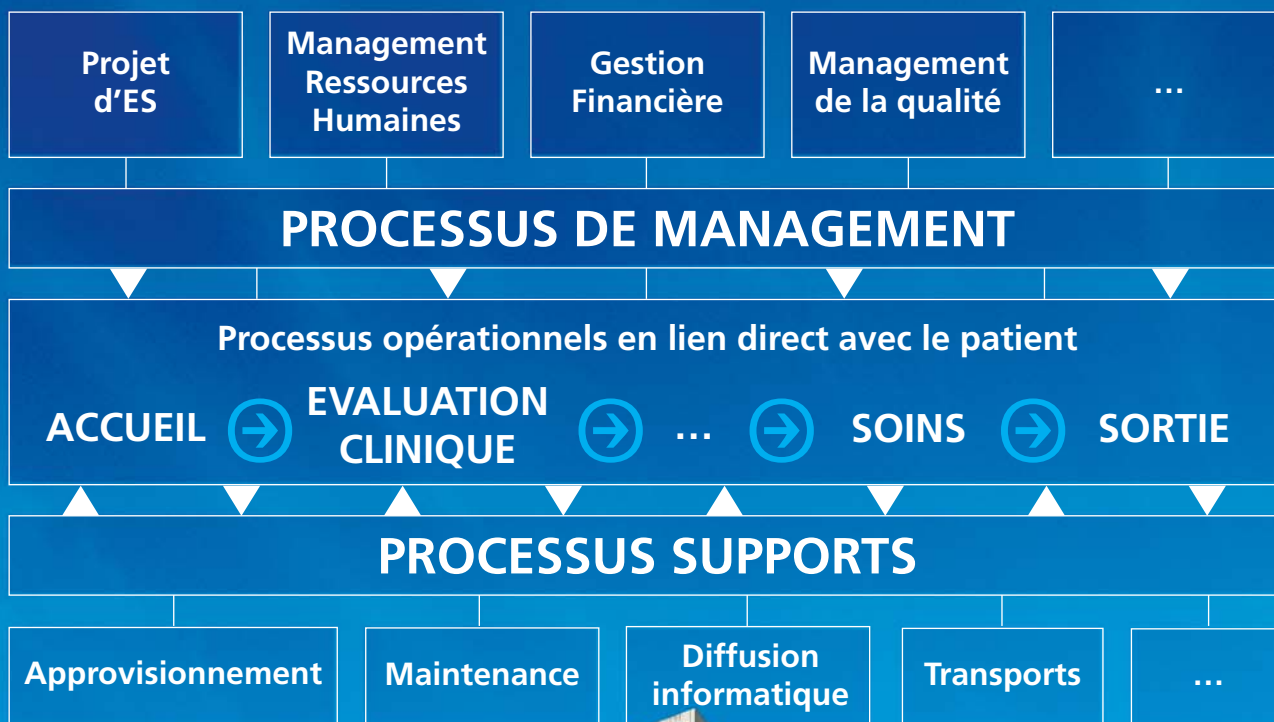 Projet
d’ES
Management
Ressources
Humaines
Gestion
Financière
Management
de la qualité
...
PROCESSUS DE MANAGEMENT
Processus opérationnels en lien direct avec le patient
ACCUEIL
EVALUATION
CLINIQUE
...
SOINS
SORTIE
PROCESSUS SUPPORTS
Approvisionnement
Maintenance
Diffusion
informatique
Transports
...